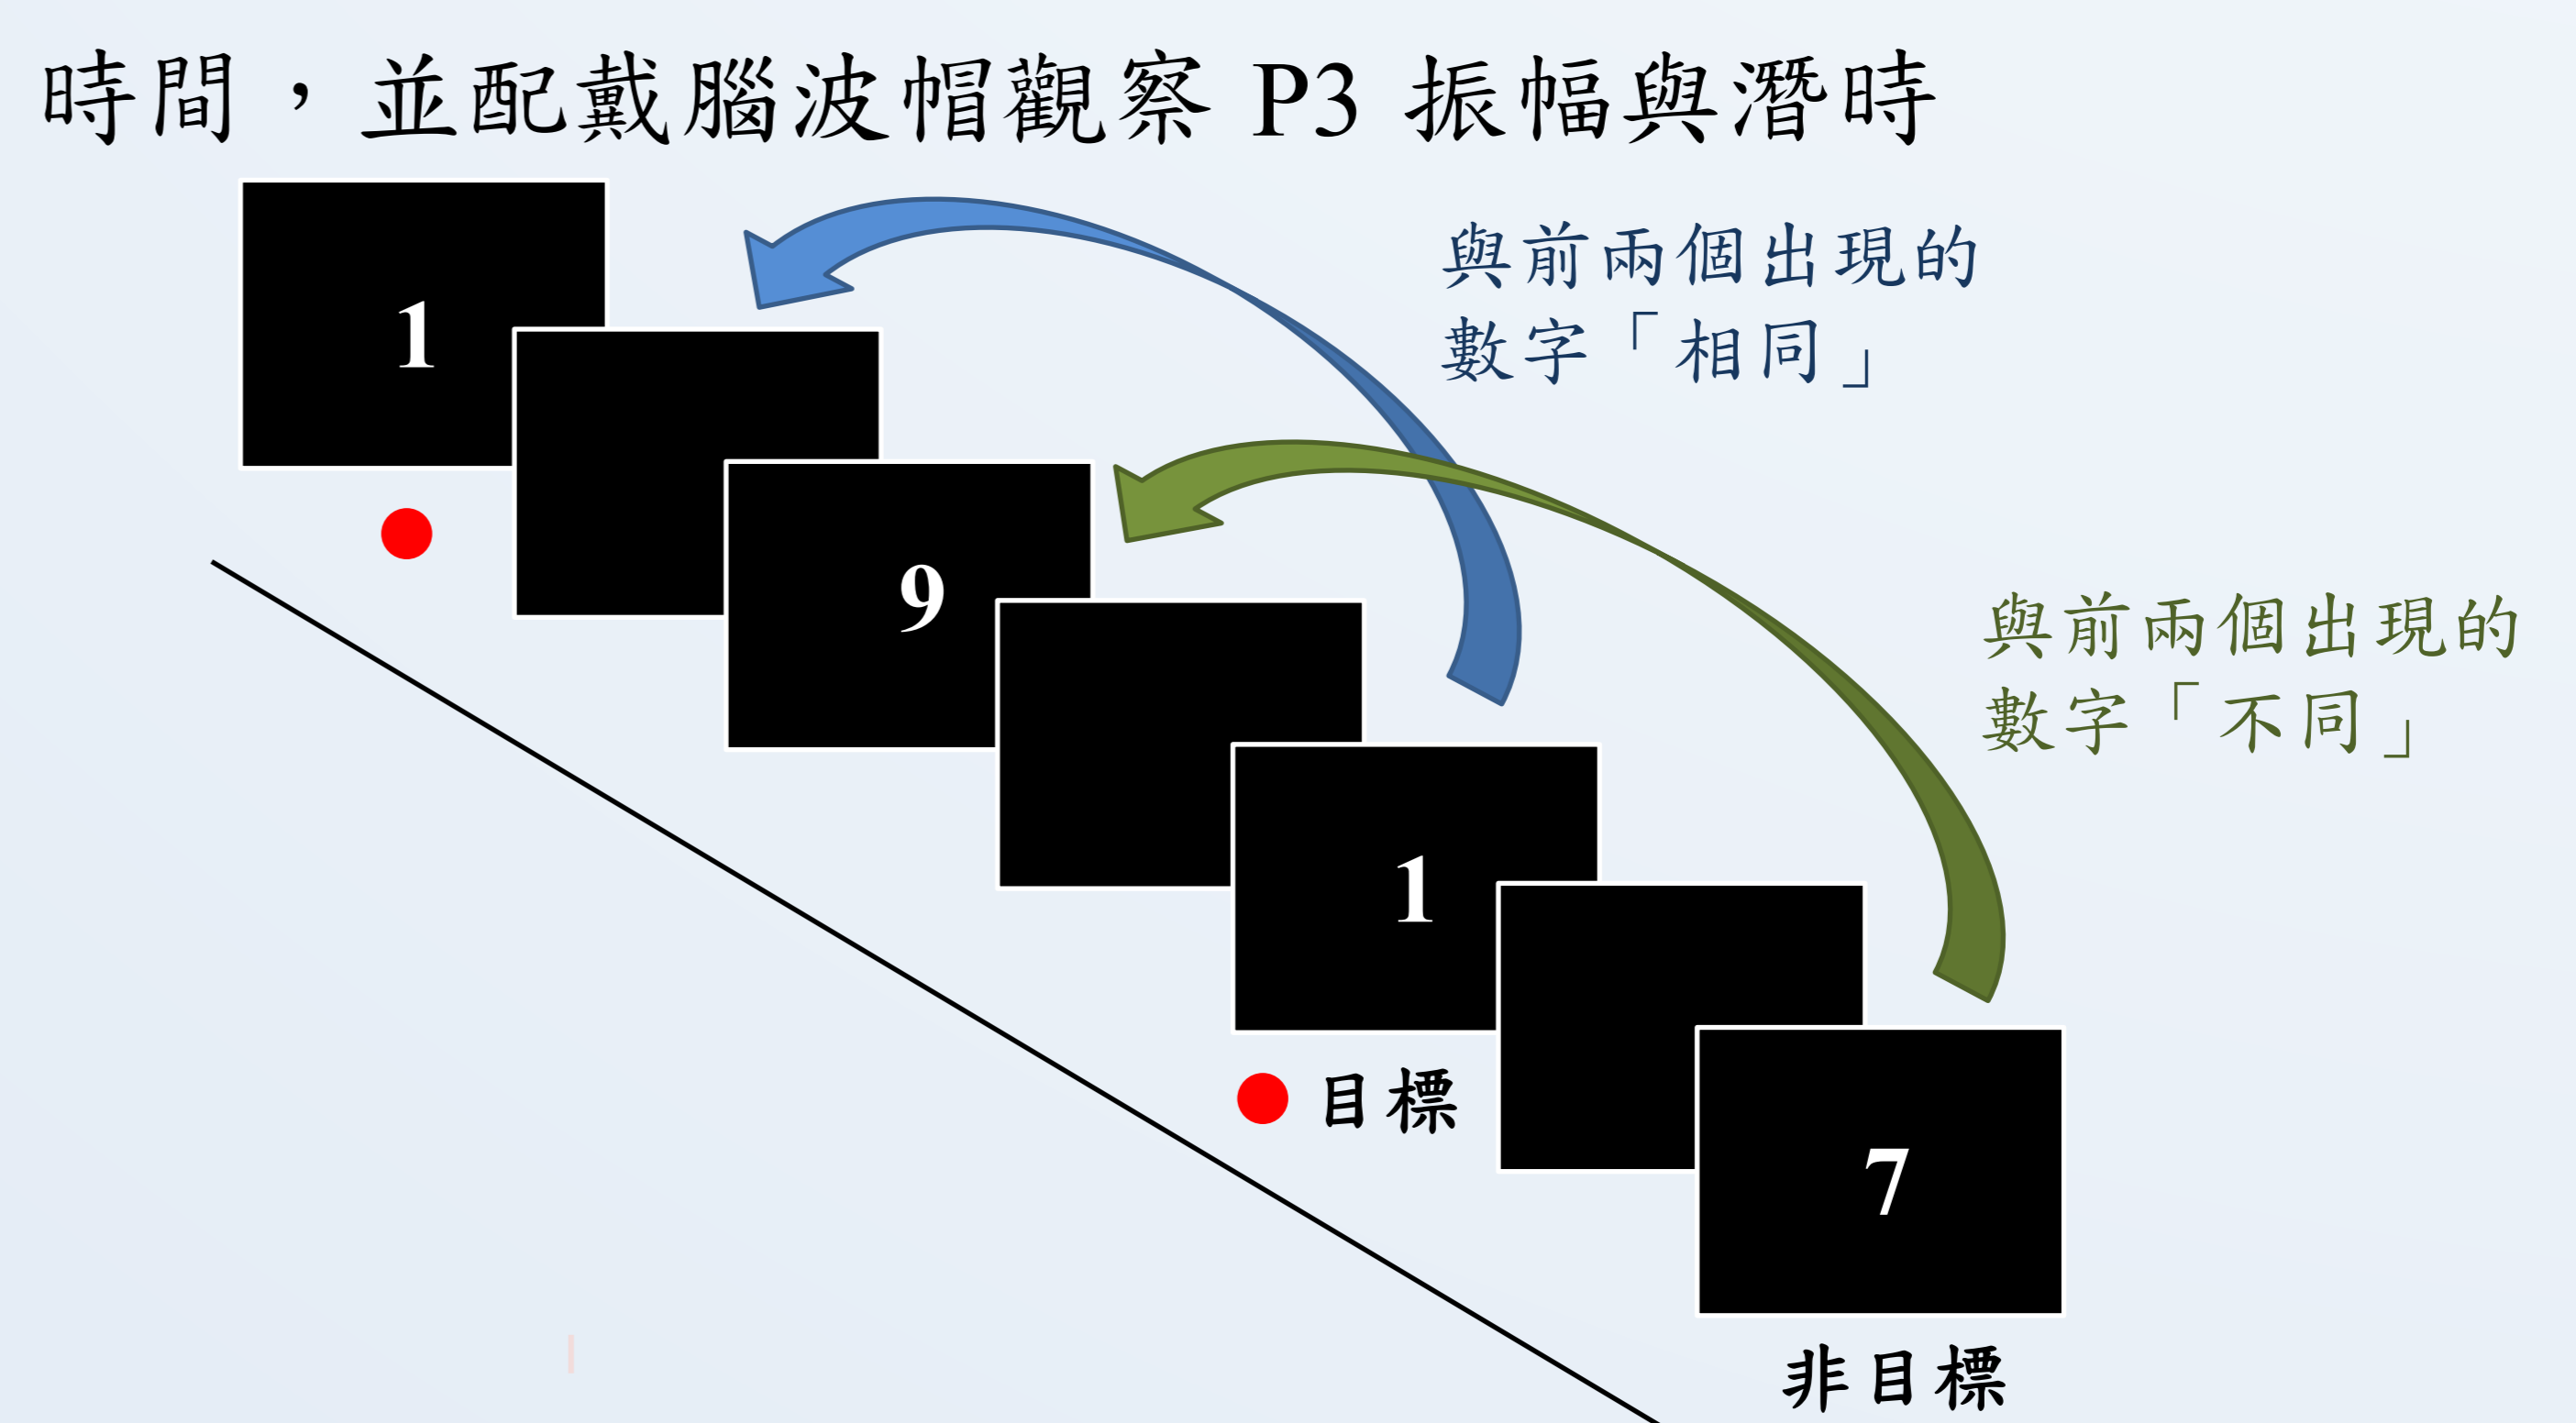 時間，並配戴腦波帽觀察 P3 振幅與潛時
1
與前兩個出現的
數字「相同」
9
與前兩個出現的
數字「不同」
1
目標
7
非目標